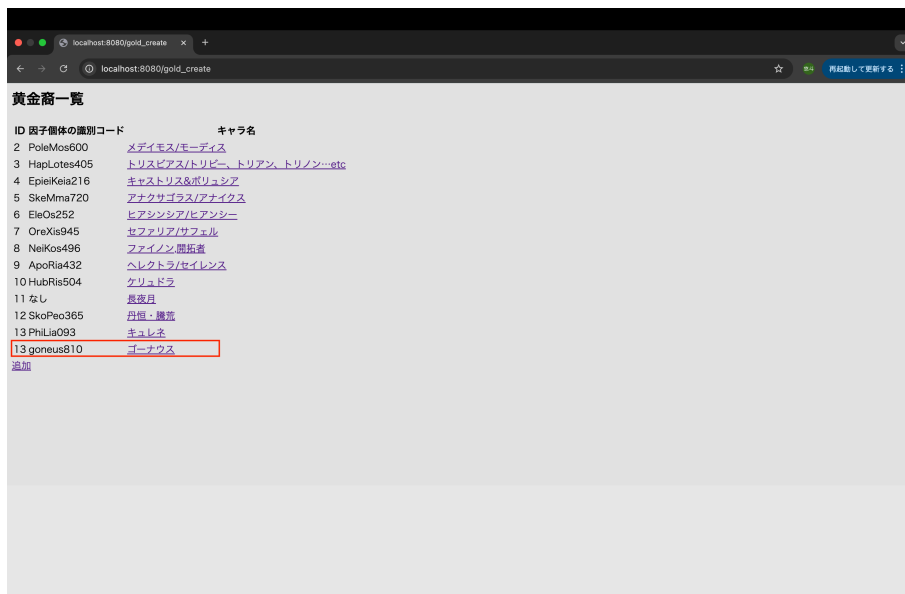 localhost:8080/gold_create
localhost:8080/gold_create
再起動して更新する
黄金裔一覧
ID 因子個体の識別コード キャラ名
2 PoleMos600 メデイモス/モーディス
3 HapLotes405 トリスビアス/トリビー、トリアン、トリノン…etc
4 EpieiKeia216 キャストリス&ポリュシア
5 SkeMma720 アナクサゴラス/アナイクス
6 EleOs252 ヒアシンシア/ヒアンシー
7 OreXis945 セファリア/サフェル
8 NeiKos496 ファイノン,開拓者
9 ApoRia432 ヘレクトラ/セイレンス
10 HubRis504 ケリュドラ
11 なし 長夜月
12 SkoPeo365 丹恒・騰荒
13 PhiLia093 キュレネ
13 goneus810 ゴーナウス
追加